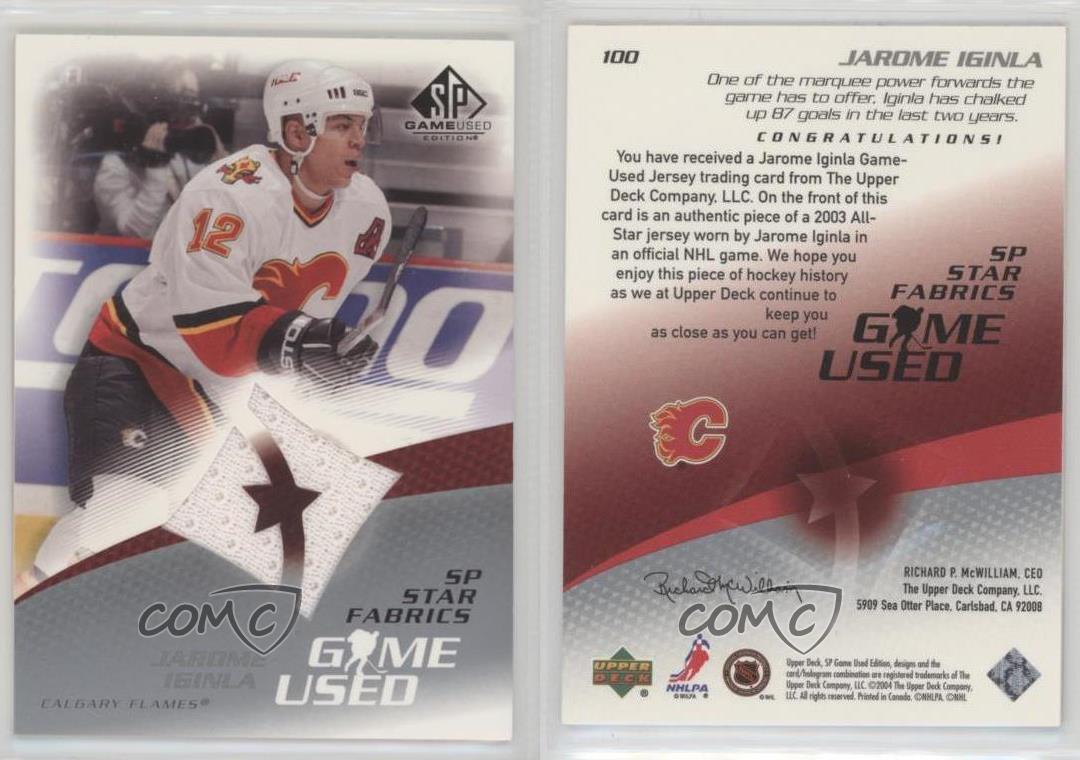 SP
GAMEUSED
EDITION®
12
A
C
SP
STAR
FABRICS
GAME
USED
JAROME
IGINLA
CALGARY FLAMES®
COMC
100
JAROME IGINLA
One of the marquee power forwards the
game has to offer, Iginla has chalked
up 87 goals in the last two years.
CONGRATULATIONS!
You have received a Jarome Iginla Game-
Used Jersey trading card from The Upper
Deck Company, LLC. On the front of this
card is an authentic piece of a 2003 All-
Star jersey worn by Jarome Iginla in
an official NHL game. We hope you
enjoy this piece of hockey history
as we at Upper Deck continue to
keep you
as close as you can get!
SP
STAR
FABRICS
GAME
USED
C
Richard P. McWilliam
RICHARD P. McWILLIAM, CEO
The Upper Deck Company, LLC.
5909 Sea Otter Place, Carlsbad, CA 92008
COMC
UPPER
DECK®
NHLPA
Upper Deck, SP Game Used Edition, designs and the
card/hologram combination are registered trademarks of The
Upper Deck Company, LLC. ©2004 The Upper Deck Company,
LLC. All rights reserved. Printed in Canada. ©NHLPA. ©NHL